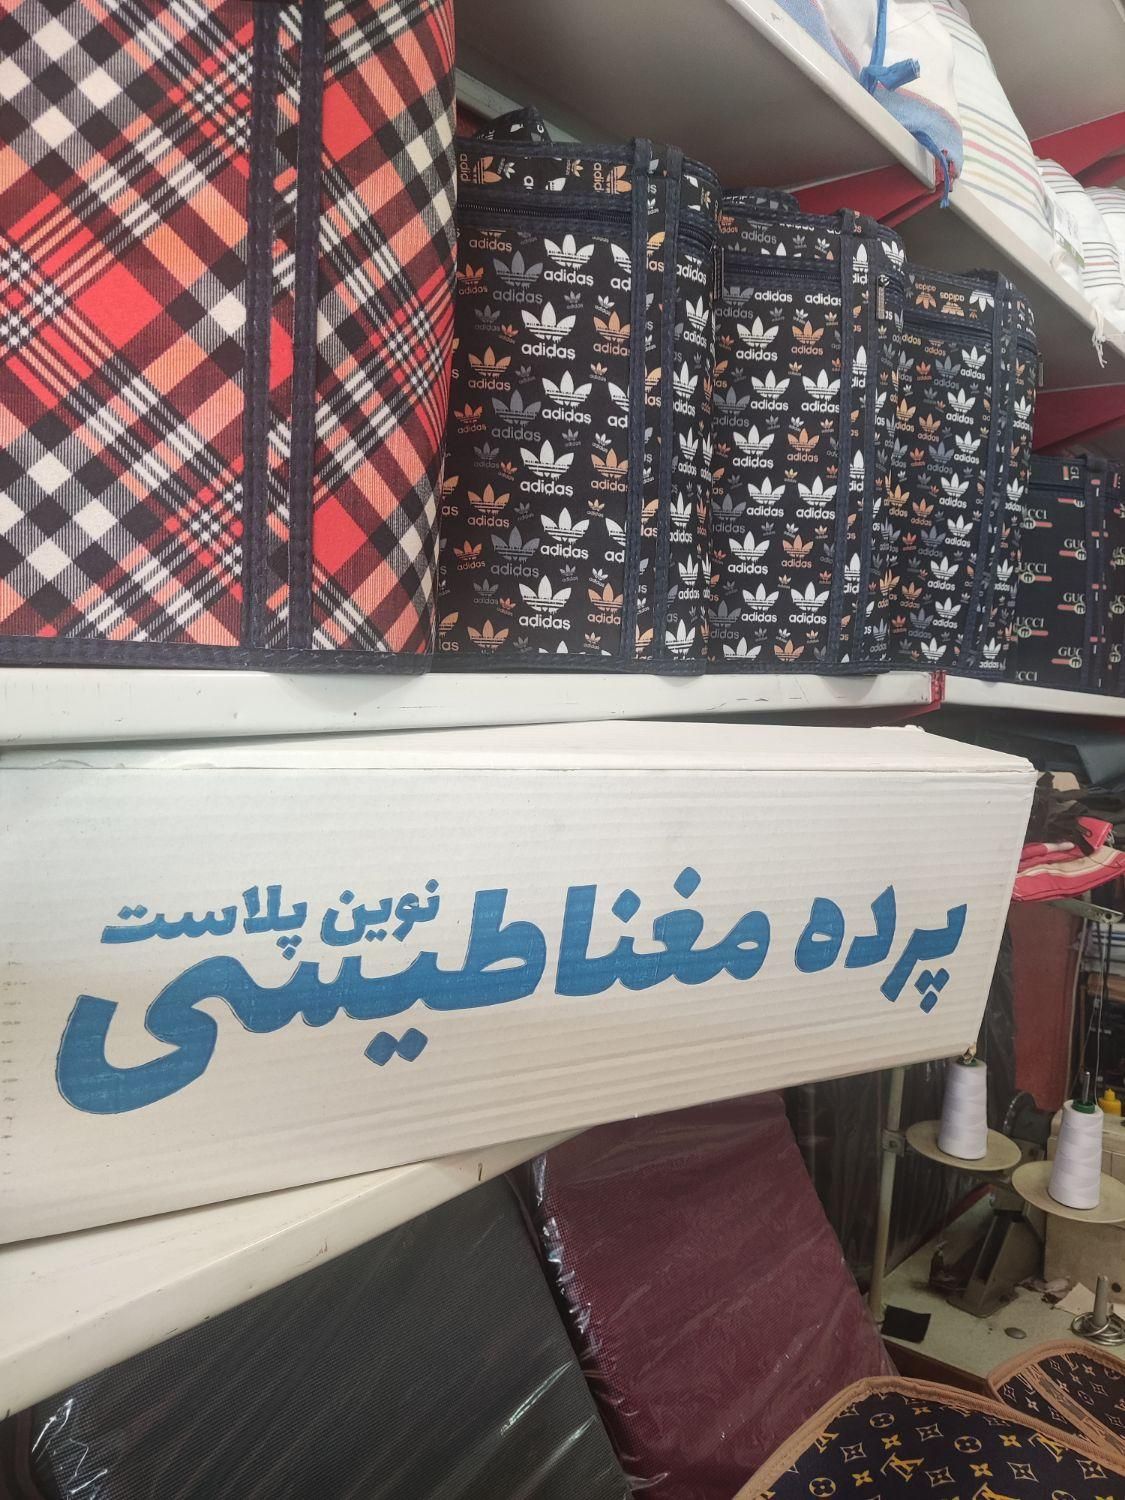 adidas
GUCCI
پرده مغناطیسی
نوین پلاست